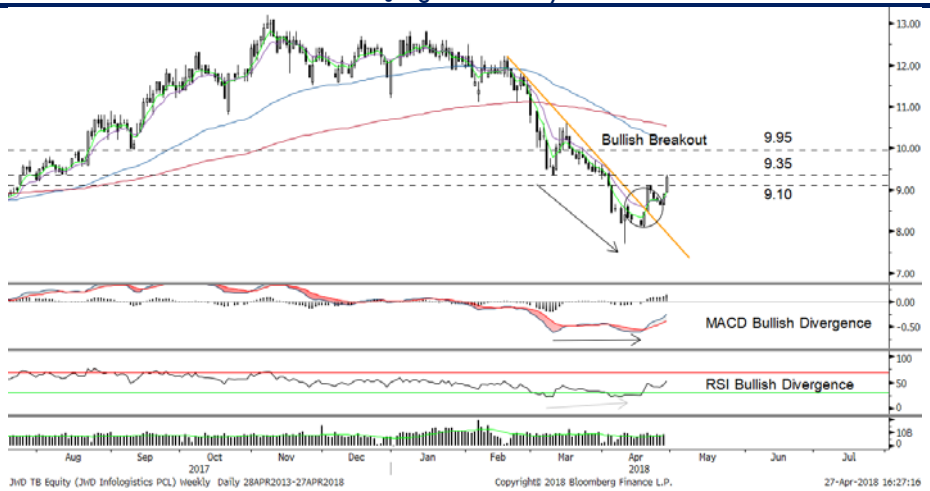 13.00
12.00
11.00
Bullish Breakout
9.95
10.00
9.35
9.00
9.10
8.00
7.00
0.00
MACD Bullish Divergence
-0.50
100
RSI Bullish Divergence
50
0
10B
0
Aug Sep Oct Nov Dec Jan Feb Mar Apr May Jun Jul
2017 2018
JWD TB Equity (JWD Infologistics PCL) Weekly Daily 28APR2013-27APR2018 Copyright© 2018 Bloomberg Finance L.P. 27-Apr-2018 16:27:16